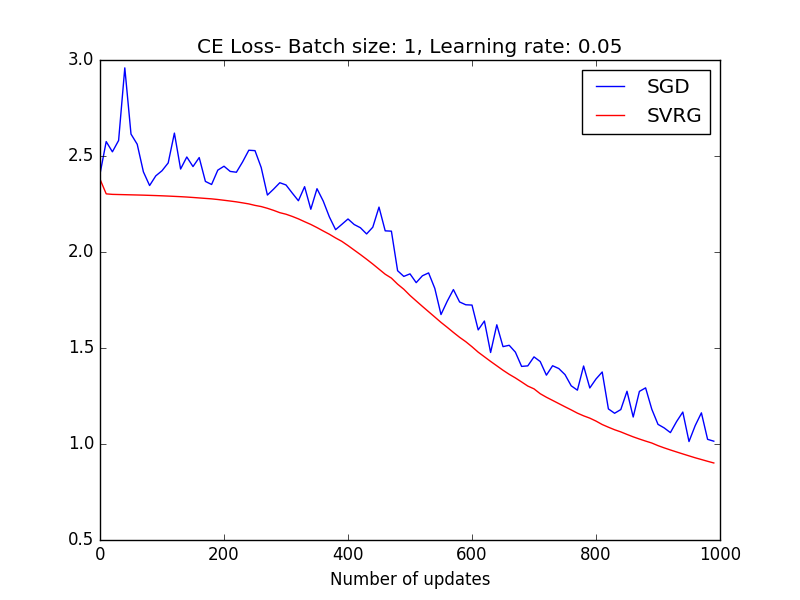 CE Loss- Batch size: 1, Learning rate: 0.05
3.0
2.5
2.0
1.5
1.0
0.5
SGD
SVRG
0 200 400 600 800 1000
Number of updates